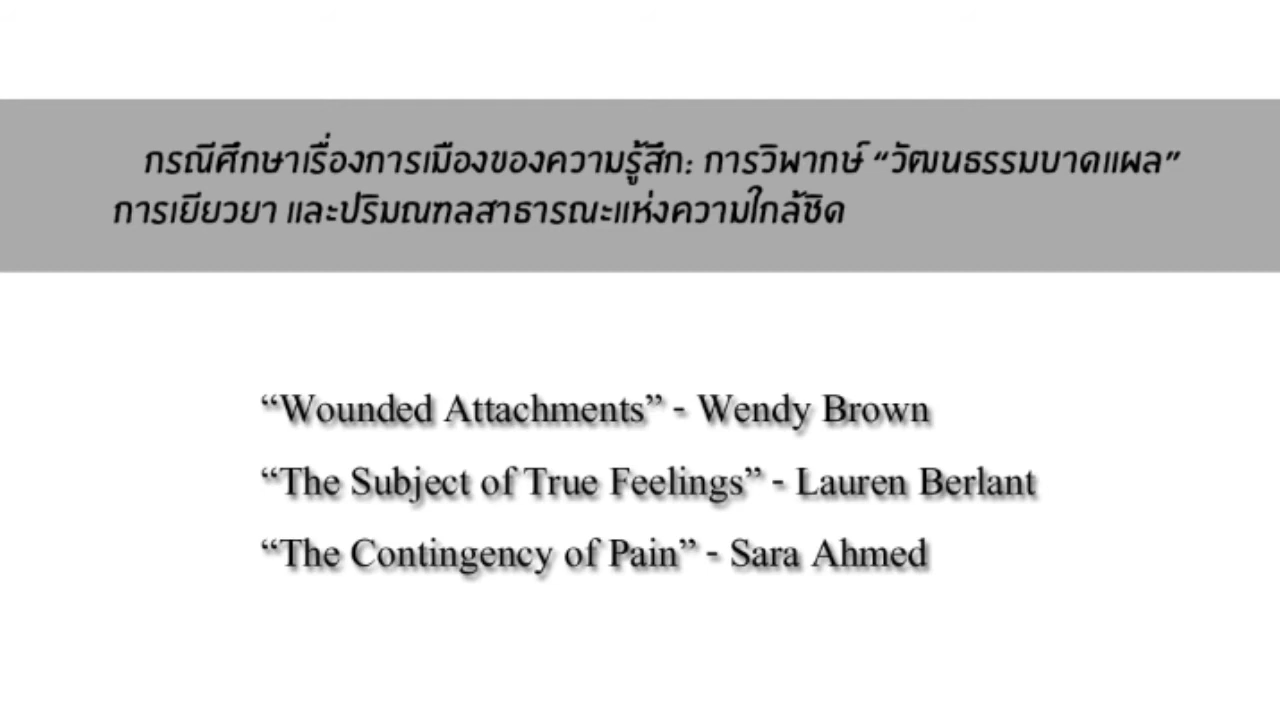 กรณีศึกษาเรื่องการเมืองของความรู้สึก: การวิพากษ์ “วัฒนธรรมบาดแผล”
การเยียวยา และปริมณฑลสาธารณะแห่งความใกล้ชิด
“Wounded Attachments” - Wendy Brown
“The Subject of True Feelings” - Lauren Berlant
“The Contingency of Pain” - Sara Ahmed